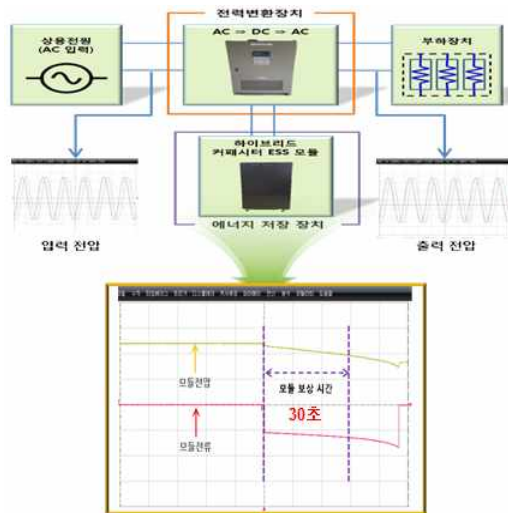 전력변환장치
상용전원
(AC 입력)
AC ⇒ DC ⇒ AC
부하장치
하이브리드
커패시터 ESS 모듈
에너지 저장 장치
입력 전압
출력 전압
모듈전압
모듈 보상 시간
30초
모듈전류